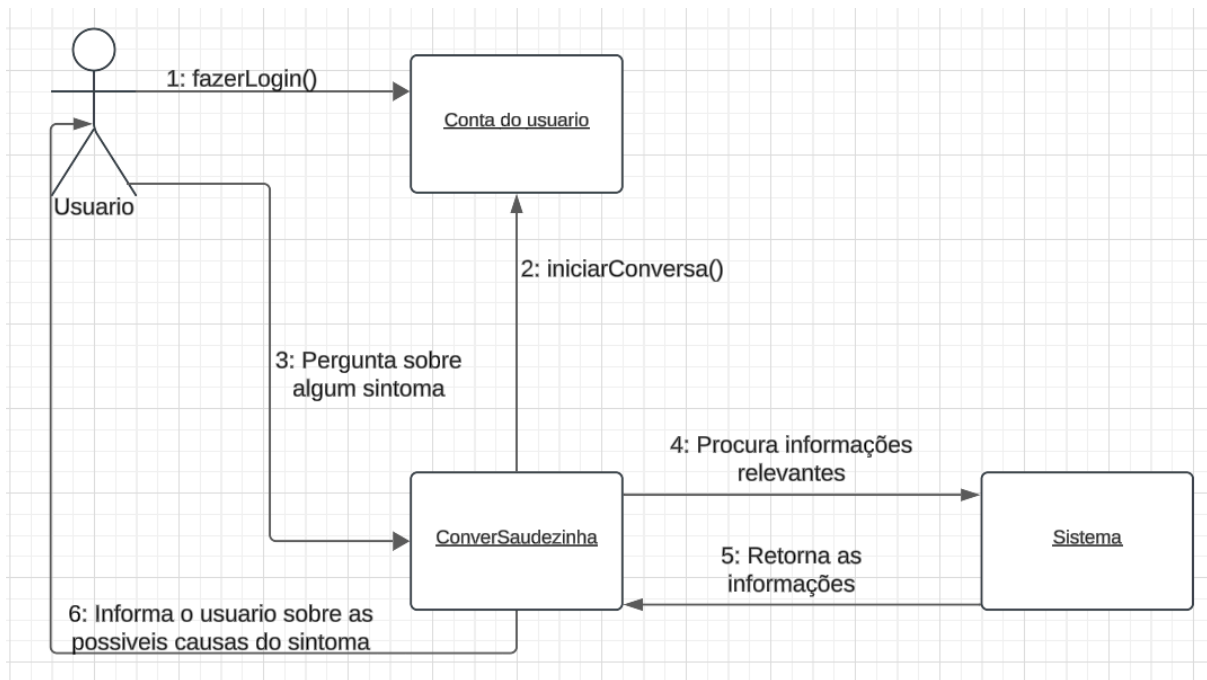 1: fazerLogin()
Conta do usuario
Usuario
2: iniciarConversa()
3: Pergunta sobre
algum sintoma
4: Procura informações
relevantes
ConverSaudezinha
Sistema
5: Retorna as
informações
6: Informa o usuario sobre as
possiveis causas do sintoma